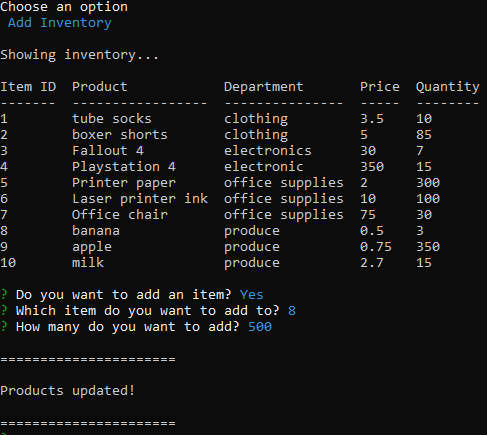 Choose an option
Add Inventory
Showing inventory...
Item ID  Product            Department       Price  Quantity
-------  -----------------  ---------------  -----  --------
1        tube socks         clothing         3.5    10
2        boxer shorts       clothing         5      85
3        Fallout 4          electronics      30     7
4        Playstation 4      electronic       350    15
5        Printer paper      office supplies  2      300
6        Laser printer ink  office supplies  10     100
7        Office chair       office supplies  75     30
8        banana             produce          0.5    3
9        apple              produce          0.75   350
10       milk               produce          2.7    15
? Do you want to add an item? Yes
? Which item do you want to add to? 8
? How many do you want to add? 500
======================
Products updated!
======================